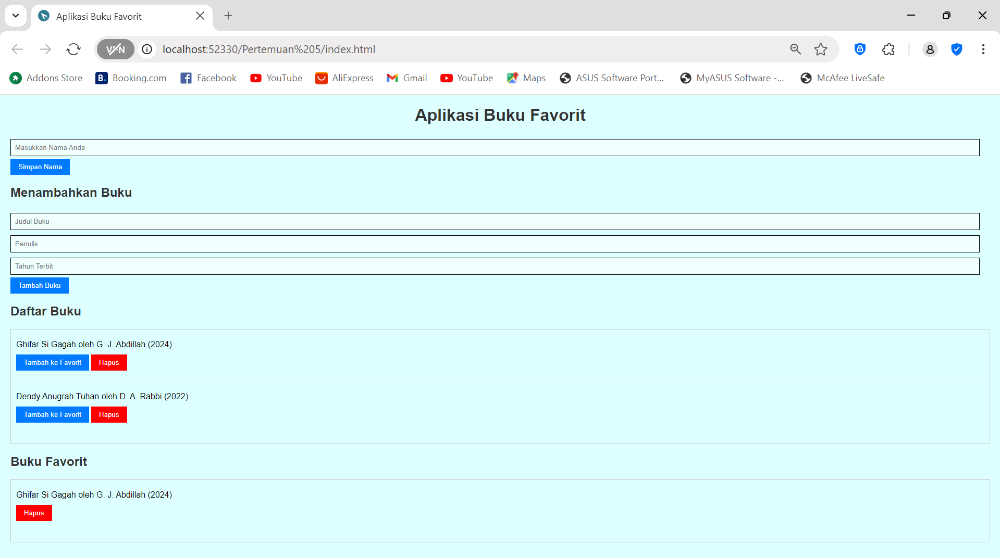 Aplikasi Buku Favorit
VPN localhost:52330/Pertemuan%205/index.html
Addons Store B. Booking.com Facebook YouTube AliExpress Gmail YouTube Maps ASUS Software Port... MyASUS Software -... McAfee LiveSafe
Aplikasi Buku Favorit
Masukkan Nama Anda
Simpan Nama
Menambahkan Buku
Judul Buku
Penulis
Tahun Terbit
Tambah Buku
Daftar Buku
Ghifar Si Gagah oleh G. J. Abdillah (2024)
Tambah ke Favorit Hapus
Dendy Anugrah Tuhan oleh D. A. Rabbi (2022)
Tambah ke Favorit Hapus
Buku Favorit
Ghifar Si Gagah oleh G. J. Abdillah (2024)
Hapus